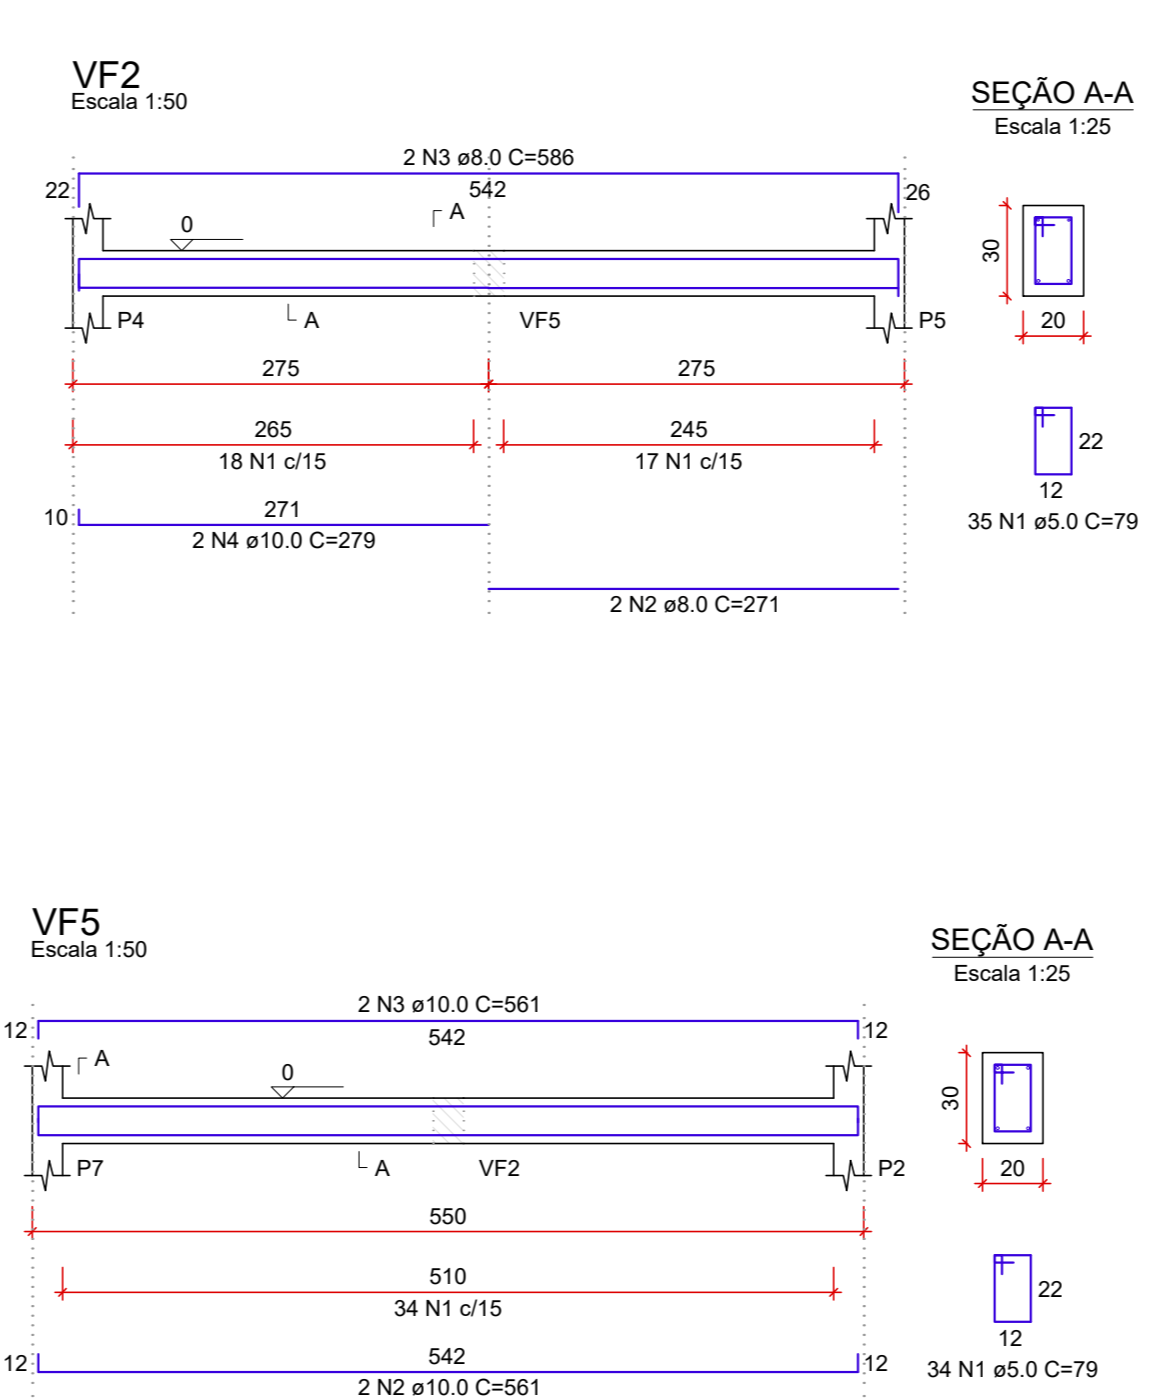 VF2
Escala 1:50
SEÇÃO A-A
Escala 1:25
2 N3 ø8.0 C=586
22
542
26
A
0
30
P4
A
VF5
P5
20
275
275
265
245
18 N1 c/15
17 N1 c/15
22
12
10
271
35 N1 ø5.0 C=79
2 N4 ø10.0 C=279
2 N2 ø8.0 C=271
VF5
Escala 1:50
SEÇÃO A-A
Escala 1:25
2 N3 ø10.0 C=561
12
542
12
A
0
30
P7
A
VF2
P2
20
550
510
34 N1 c/15
22
12
12
542
12
34 N1 ø5.0 C=79
2 N2 ø10.0 C=561